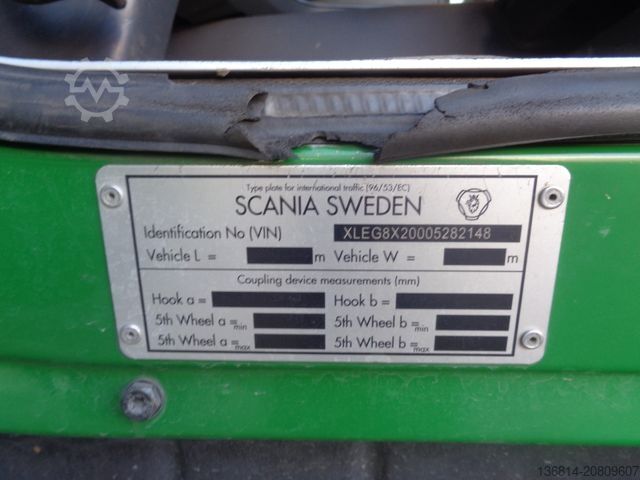 Type plate for international traffic (96/53/EC)
SCANIA SWEDEN
Identification No (VIN) XLEG8X20005282148
Vehicle L = m Vehicle W = m
Coupling device measurements (mm)
Hook a = Hook b =
5th Wheel a =min 5th Wheel b =min
5th Wheel a =max 5th Wheel b =max
136814-20809607